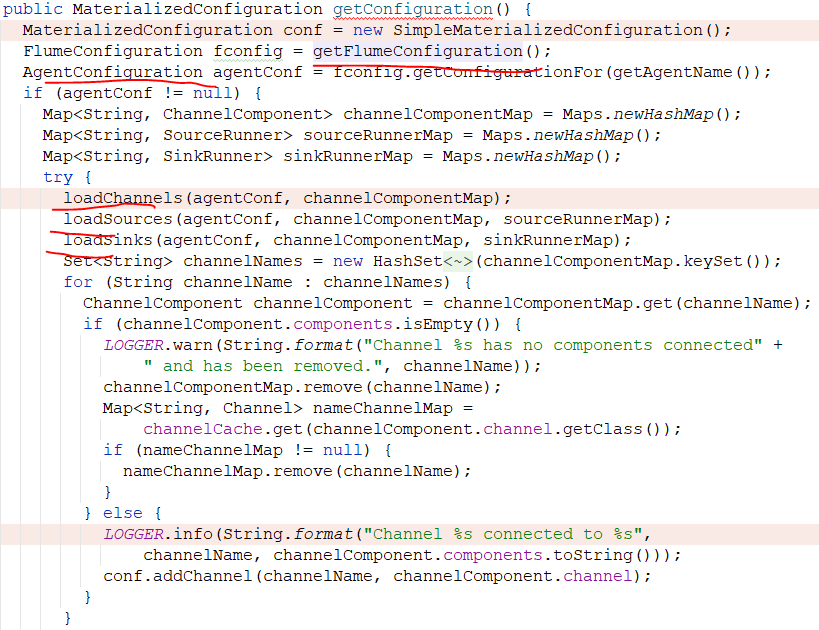 public MaterializedConfiguration getConfiguration() {
MaterializedConfiguration conf = new SimpleMaterializedConfiguration();
FlumeConfiguration fconfig = getFlumeConfiguration();
AgentConfiguration agentConf = fconfig.getConfigurationFor(getAgentName());
if (agentConf != null) {
Map<String, ChannelComponent> channelComponentMap = Maps.newHashMap();
Map<String, SourceRunner> sourceRunnerMap = Maps.newHashMap();
Map<String, SinkRunner> sinkRunnerMap = Maps.newHashMap();
try {
loadChannels(agentConf, channelComponentMap);
loadSources(agentConf, channelComponentMap, sourceRunnerMap);
loadSinks(agentConf, channelComponentMap, sinkRunnerMap);
Set<String> channelNames = new HashSet<~>(channelComponentMap.keySet());
for (String channelName : channelNames) {
ChannelComponent channelComponent = channelComponentMap.get(channelName);
if (channelComponent.components.isEmpty()) {
LOGGER.warn(String.format("Channel %s has no components connected" +
" and has been removed.", channelName));
channelComponentMap.remove(channelName);
Map<String, Channel> nameChannelMap =
channelCache.get(channelComponent.channel.getClass());
if (nameChannelMap != null) {
nameChannelMap.remove(channelName);
}
} else {
LOGGER.info(String.format("Channel %s connected to %s",
channelName, channelComponent.components.toString()));
conf.addChannel(channelName, channelComponent.channel);
}
}